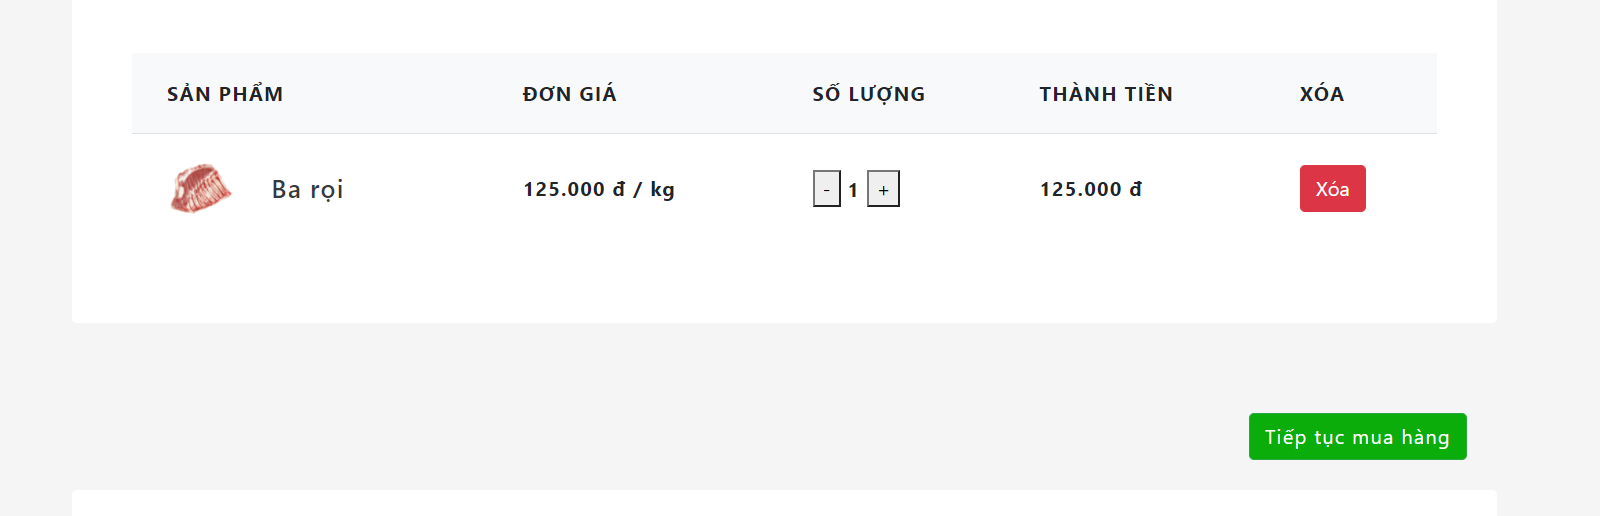 SẢN PHẨM ĐƠN GIÁ SỐ LƯỢNG THÀNH TIỀN XÓA
Ba rọi 125.000 đ / kg - 1 + 125.000 đ Xóa
Tiếp tục mua hàng